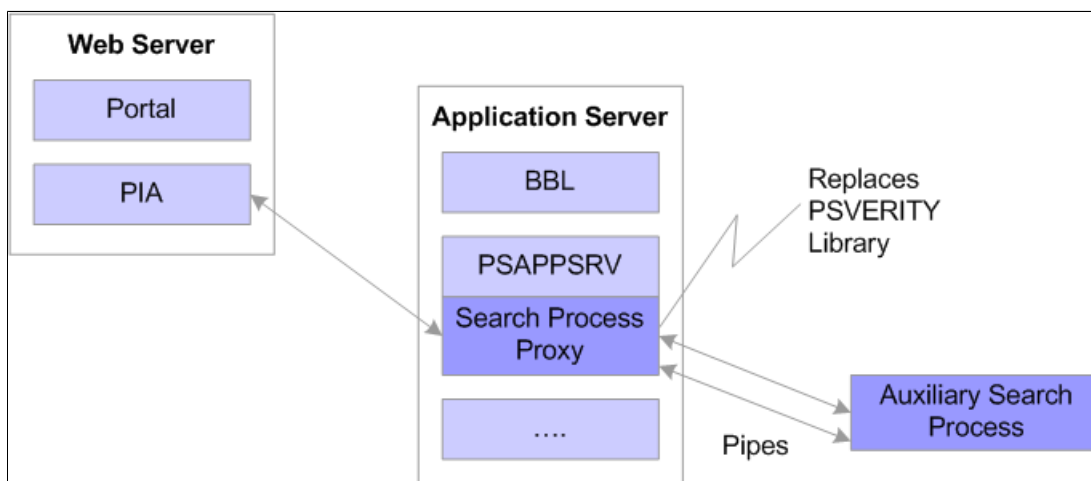 Web Server
Portal
PIA
Application Server
BBL
PSAPPSRV
Search Process
Proxy
....
Replaces
PSVERITY
Library
Pipes
Auxiliary Search
Process